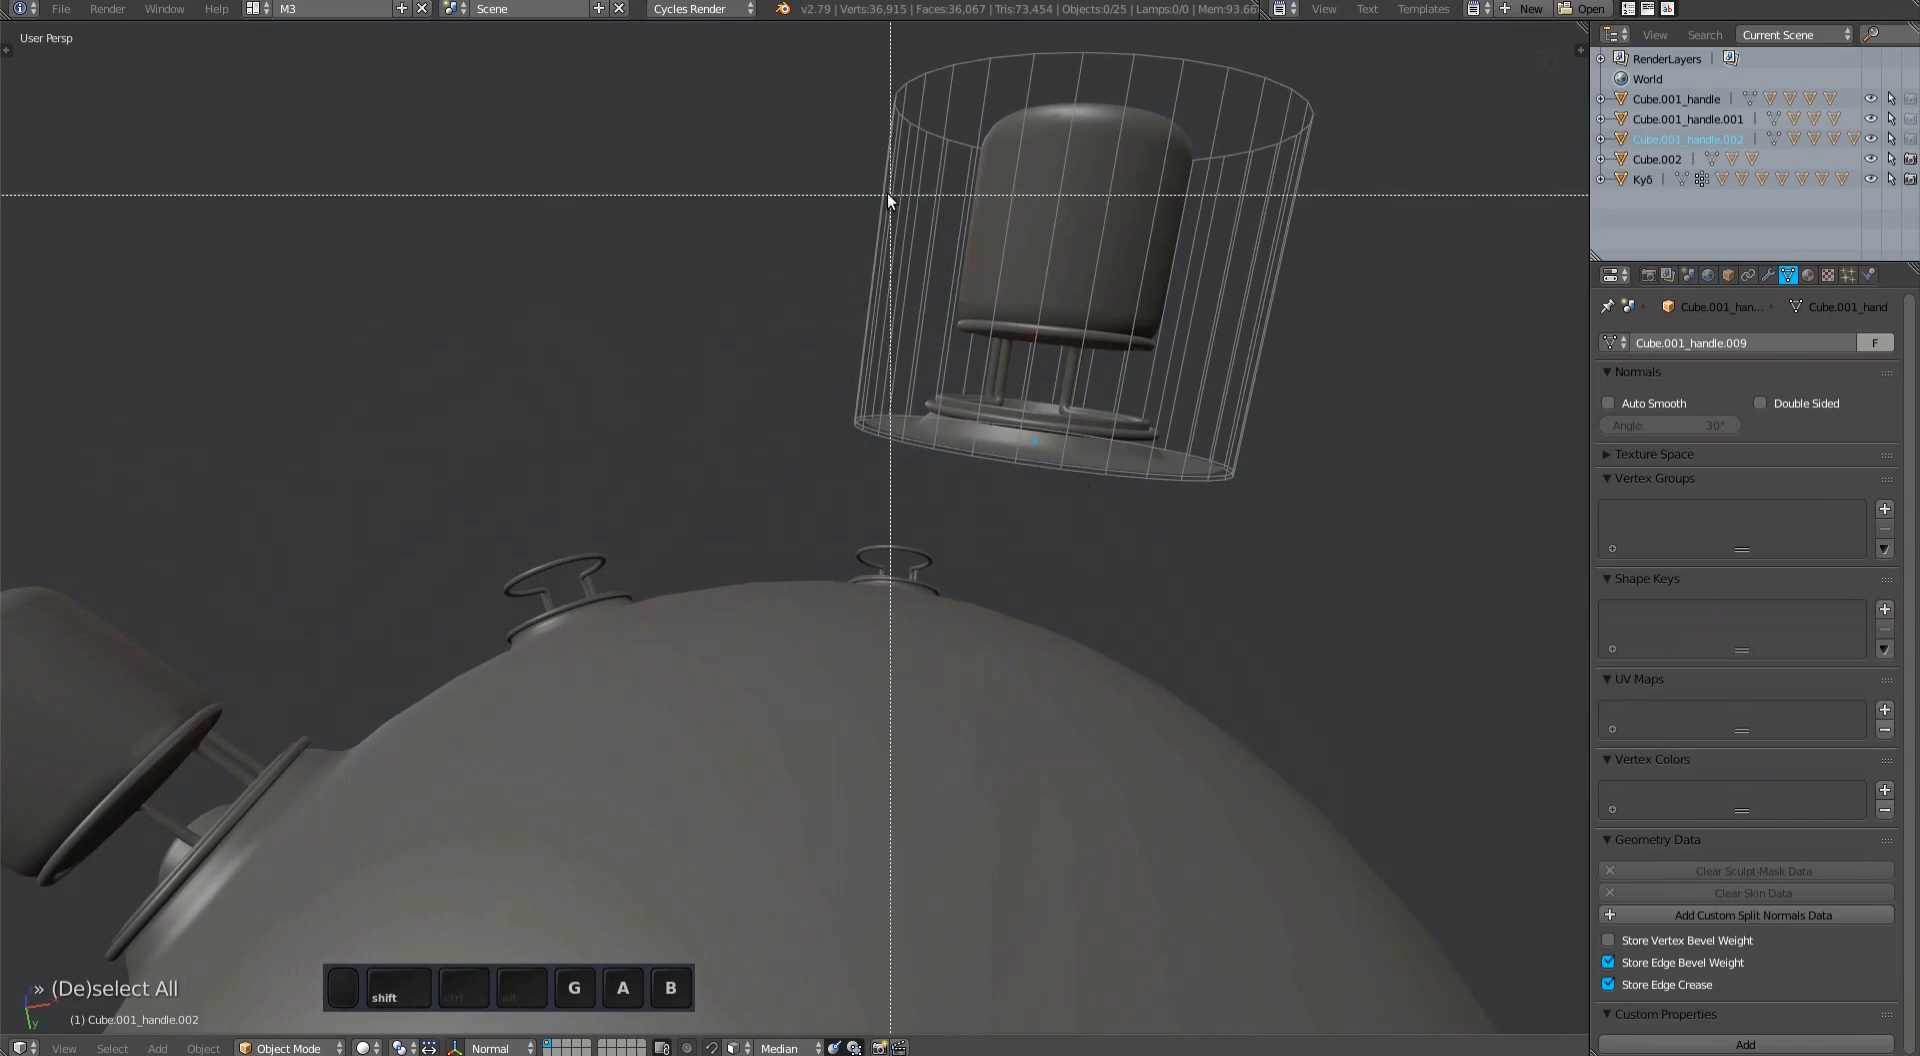 File Render Window Help M3 Scene Cycles Render v2.79 | Verts:36,915 | Faces:36,067 | Tris:73,454 | Objects:0/25 | Lamps:0/0 | Mem:93.66 View Text Templates New Open
User Persp
View Search Current Scene
RenderLayers |
World
Cube.001_handle |
Cube.001_handle.001
Cube.001_handle.002
Cube.002 |
Куб |
Cube.001_han... Cube.001_hand
Cube.001_handle.009 F
Normals
Auto Smooth Double Sided
Angle: 30°
Texture Space
Vertex Groups
Shape Keys
UV Maps
Vertex Colors
Geometry Data
Clear Sculpt-Mask Data
Clear Skin Data
Add Custom Split Normals Data
Store Vertex Bevel Weight
Store Edge Bevel Weight
Store Edge Crease
Custom Properties
Add
» (De)select All
shift ctrl alt G A B
y
(1) Cube.001_handle.002
View Select Add Object Object Mode Normal Median